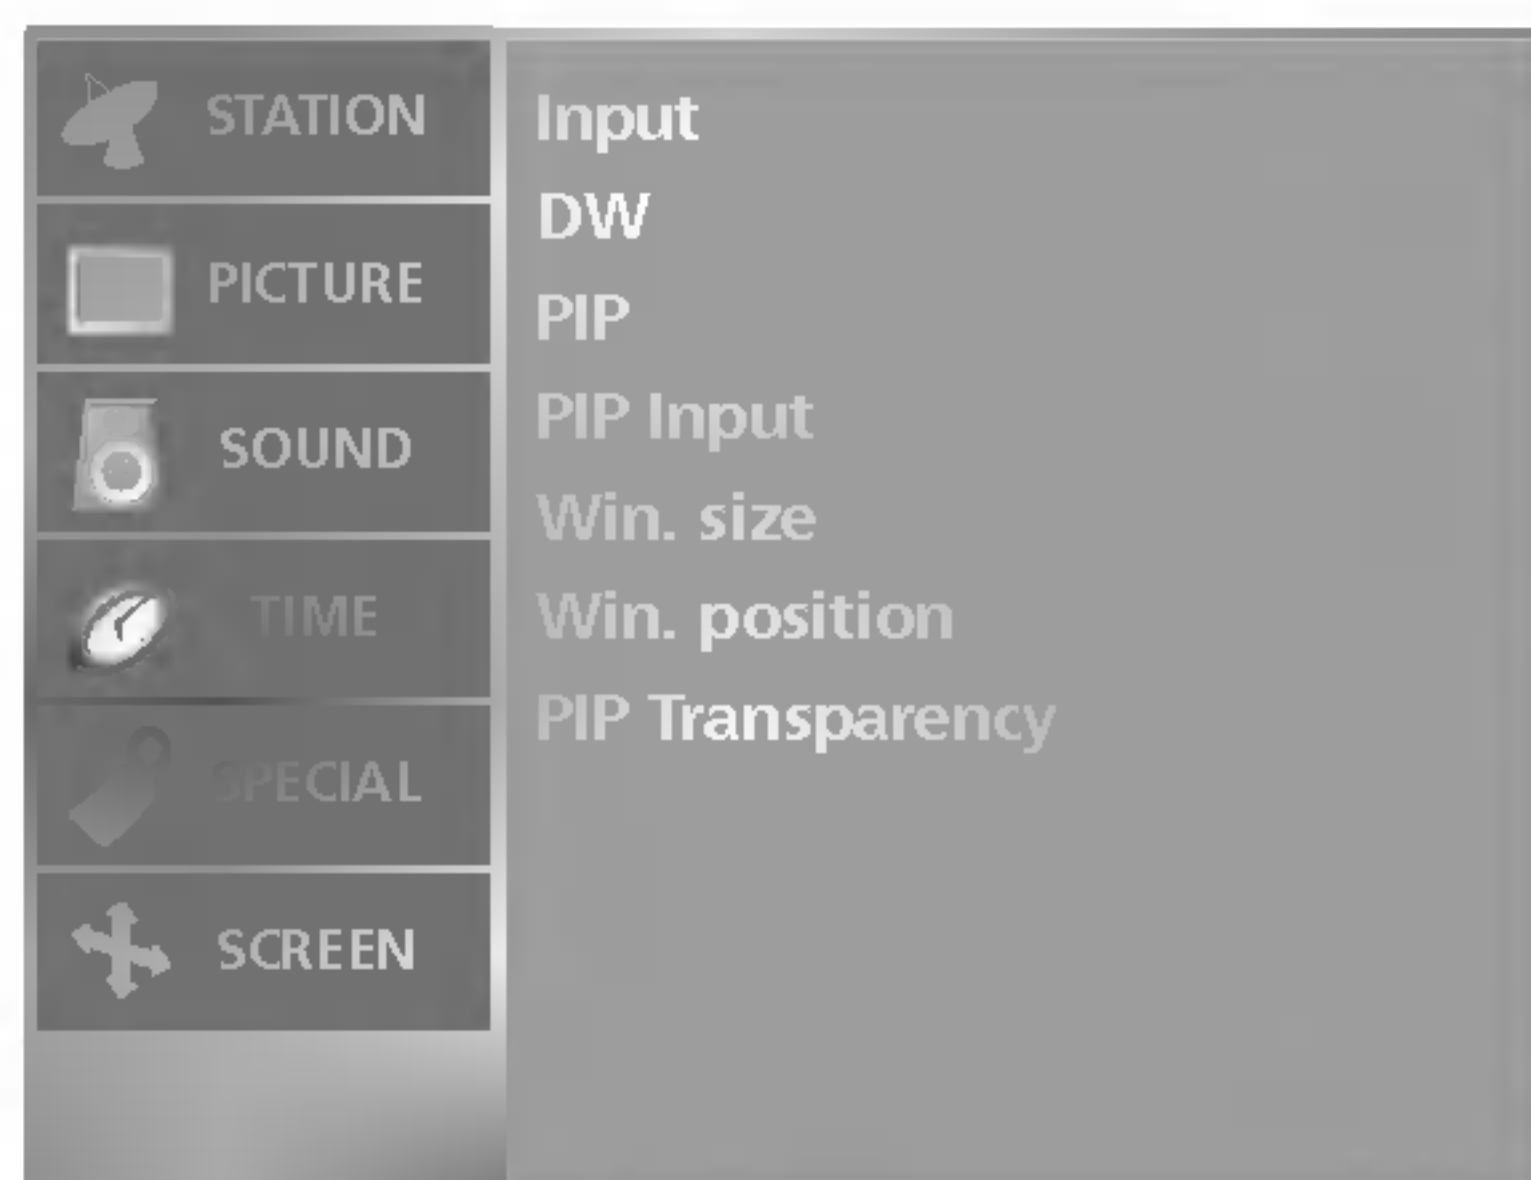 STATION
PICTURE
SOUND
TIME
SPECIAL
SCREEN
Input
DW
PIP
PIP Input
Win. size
Win. position
PIP Transparency